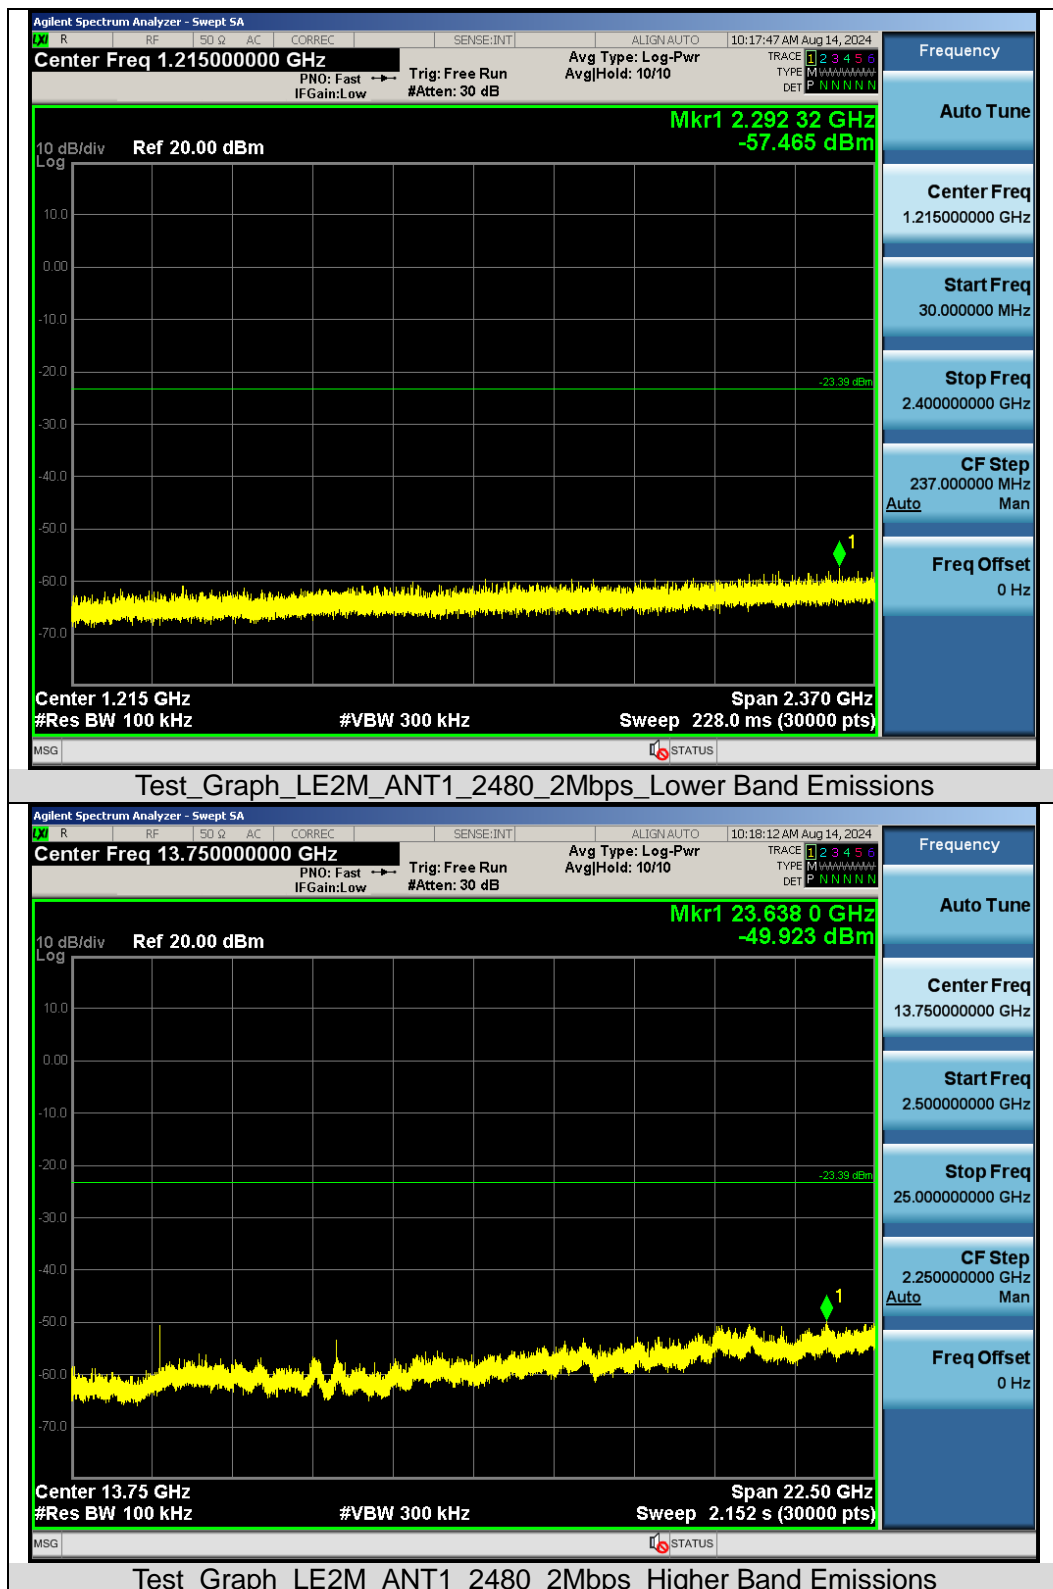 Agilent Spectrum Analyzer - Swept SA
LXI R RF 50 Ω AC CORREC SENSE:INT ALIGN AUTO 10:17:47 AM Aug 14, 2024
Center Freq 1.215000000 GHz
PNO: Fast
IFGain:Low
Trig: Free Run
#Atten: 30 dB
Avg Type: Log-Pwr
Avg|Hold: 10/10
TRACE 1 2 3 4 5 6
TYPE M
DET P N N N N N
Mkr1 2.292 32 GHz
-57.465 dBm
10 dB/div
Log
Ref 20.00 dBm
10.0
0.00
-10.0
-20.0
-23.39 dBm
-30.0
-40.0
-50.0
1
-60.0
-70.0
Center 1.215 GHz
Span 2.370 GHz
#Res BW 100 kHz
#VBW 300 kHz
Sweep 228.0 ms (30000 pts)
MSG
STATUS
Frequency
Auto Tune
Center Freq
1.215000000 GHz
Start Freq
30.000000 MHz
Stop Freq
2.400000000 GHz
CF Step
237.000000 MHz
Auto Man
Freq Offset
0 Hz
Test_Graph_LE2M_ANT1_2480_2Mbps_Lower Band Emissions
Agilent Spectrum Analyzer - Swept SA
LXI R RF 50 Ω AC CORREC SENSE:INT ALIGN AUTO 10:18:12 AM Aug 14, 2024
Center Freq 13.750000000 GHz
PNO: Fast
IFGain:Low
Trig: Free Run
#Atten: 30 dB
Avg Type: Log-Pwr
Avg|Hold: 10/10
TRACE 1 2 3 4 5 6
TYPE M
DET P N N N N N
Mkr1 23.638 0 GHz
-49.923 dBm
10 dB/div
Log
Ref 20.00 dBm
10.0
0.00
-10.0
-20.0
-23.39 dBm
-30.0
-40.0
-50.0
1
-60.0
-70.0
Center 13.75 GHz
Span 22.50 GHz
#Res BW 100 kHz
#VBW 300 kHz
Sweep 2.152 s (30000 pts)
MSG
STATUS
Frequency
Auto Tune
Center Freq
13.750000000 GHz
Start Freq
2.500000000 GHz
Stop Freq
25.000000000 GHz
CF Step
2.250000000 GHz
Auto Man
Freq Offset
0 Hz
Test_Graph_LE2M_ANT1_2480_2Mbps_Higher Band Emissions